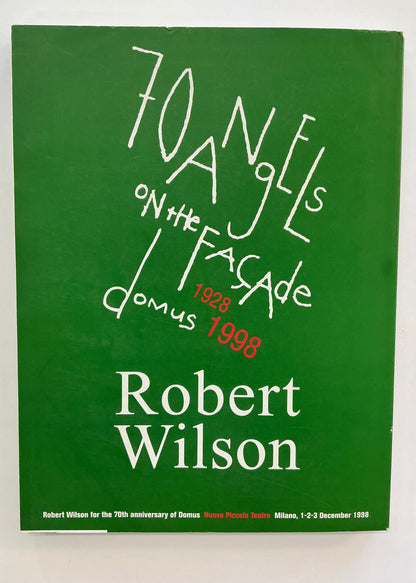 70 ANgELs
ON tHe FAÇAde
domus 1928
1998
Robert
Wilson
Robert Wilson for the 70th anniversary of Domus Nuovo Piccolo Teatro Milano, 1-2-3 December 1998